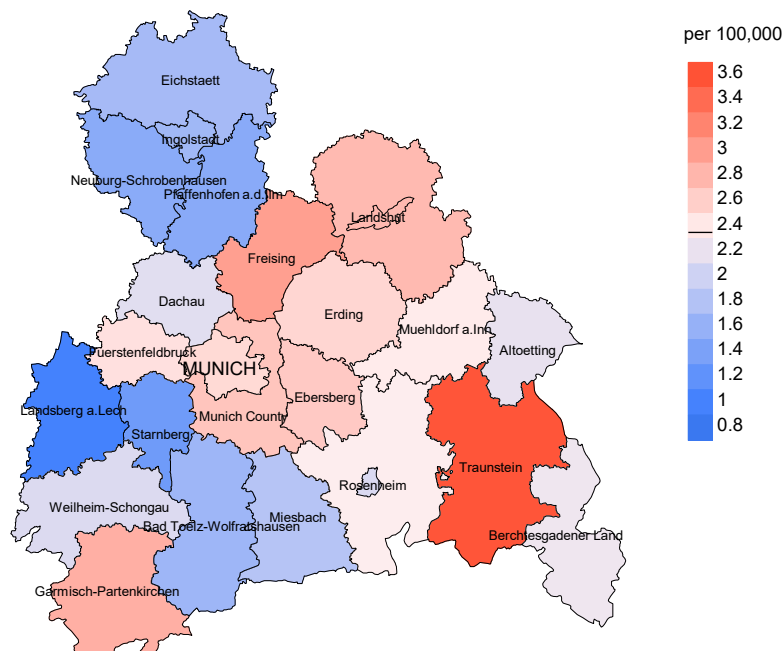 per 100,000
3.6
3.4
3.2
3
2.8
2.6
2.4
2.2
2
1.8
1.6
1.4
1.2
1
0.8
Eichstaett
Ingolstadt
Neuburg-Schrobenhausen
Pfaffenhofen a.d.Ilm
Landshut
Freising
Dachau
Erding
Muehldorf a.Inn
Altoetting
Fuerstenfeldbruck
MUNICH
Ebersberg
Landsberg a.Lech
Munich County
Starnberg
Traunstein
Rosenheim
Weilheim-Schongau
Miesbach
Bad Toelz-Wolfratshausen
Berchtesgadener Land
Garmisch-Partenkirchen